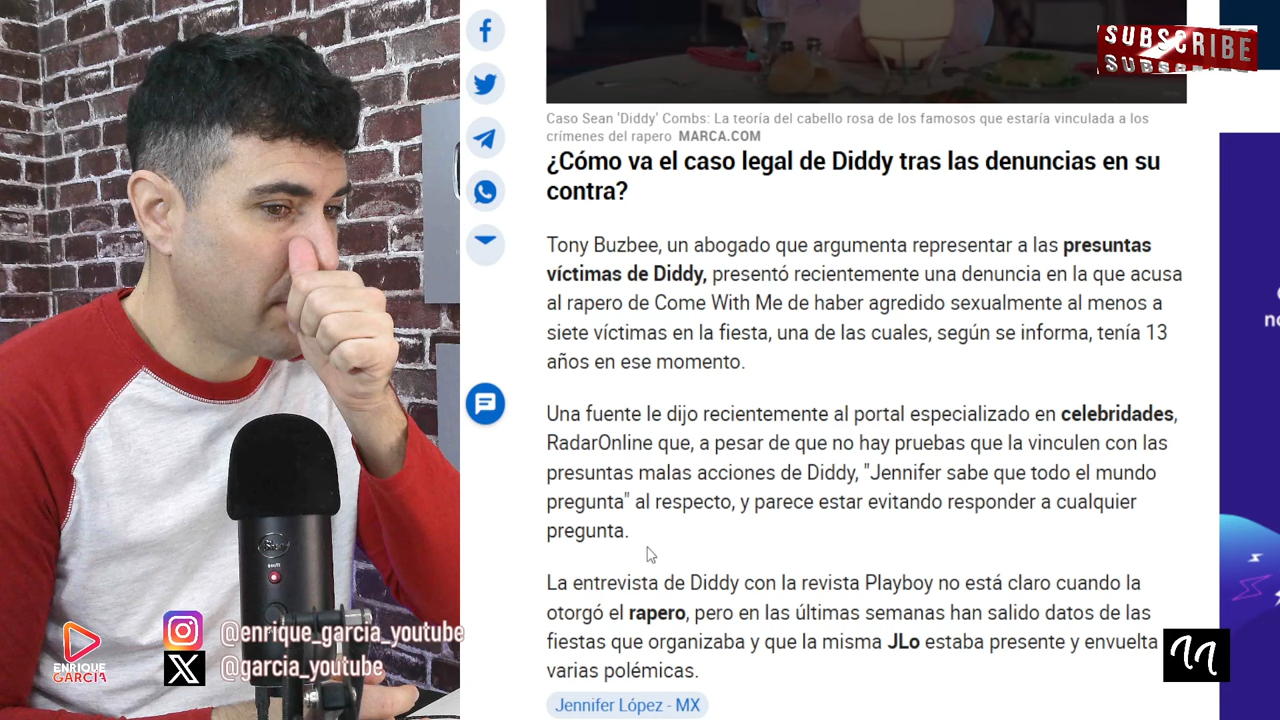 SUBSCRIBE
SUBSCRIBE
Caso Sean 'Diddy' Combs: La teoría del cabello rosa de los famosos que estaría vinculada a los
crímenes del rapero MARCA.COM
¿Cómo va el caso legal de Diddy tras las denuncias en su
contra?
Tony Buzbee, un abogado que argumenta representar a las presuntas
víctimas de Diddy, presentó recientemente una denuncia en la que acusa
al rapero de Come With Me de haber agredido sexualmente al menos a
siete víctimas en la fiesta, una de las cuales, según se informa, tenía 13
años en ese momento.
Una fuente le dijo recientemente al portal especializado en celebridades,
RadarOnline que, a pesar de que no hay pruebas que la vinculen con las
presuntas malas acciones de Diddy, "Jennifer sabe que todo el mundo
pregunta" al respecto, y parece estar evitando responder a cualquier
pregunta.
La entrevista de Diddy con la revista Playboy no está claro cuando la
otorgó el rapero, pero en las últimas semanas han salido datos de las
fiestas que organizaba y que la misma JLo estaba presente y envuelta
varias polémicas.
Jennifer López - MX
@enrique_garcia_youtube
@garcia_youtube
ENRIQUE
GARCIA